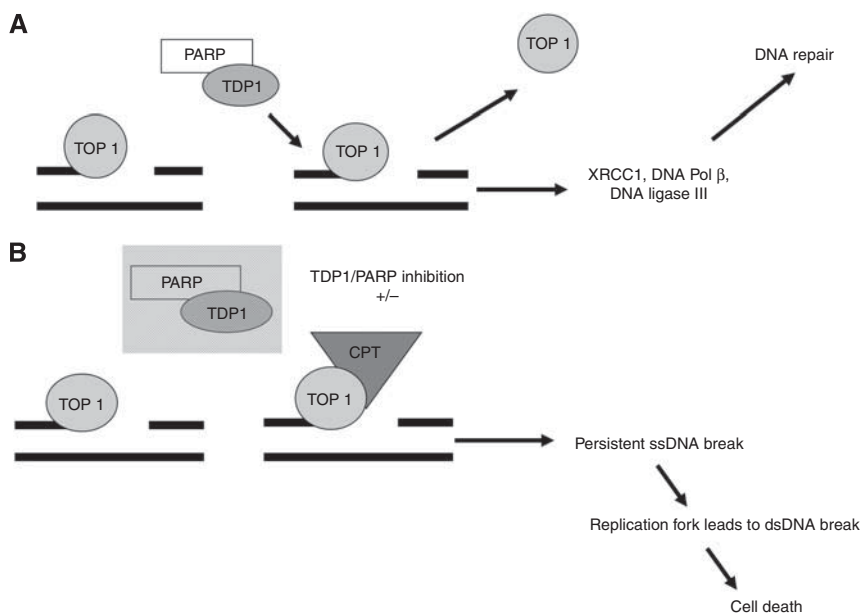 A
PARP
TDP1
TOP 1
TOP 1
TOP 1
DNA repair
XRCC1, DNA Pol β,
DNA ligase III
B
PARP
TDP1
TDP1/PARP inhibition
+/–
CPT
TOP 1
TOP 1
Persistent ssDNA break
Replication fork leads to dsDNA break
Cell death